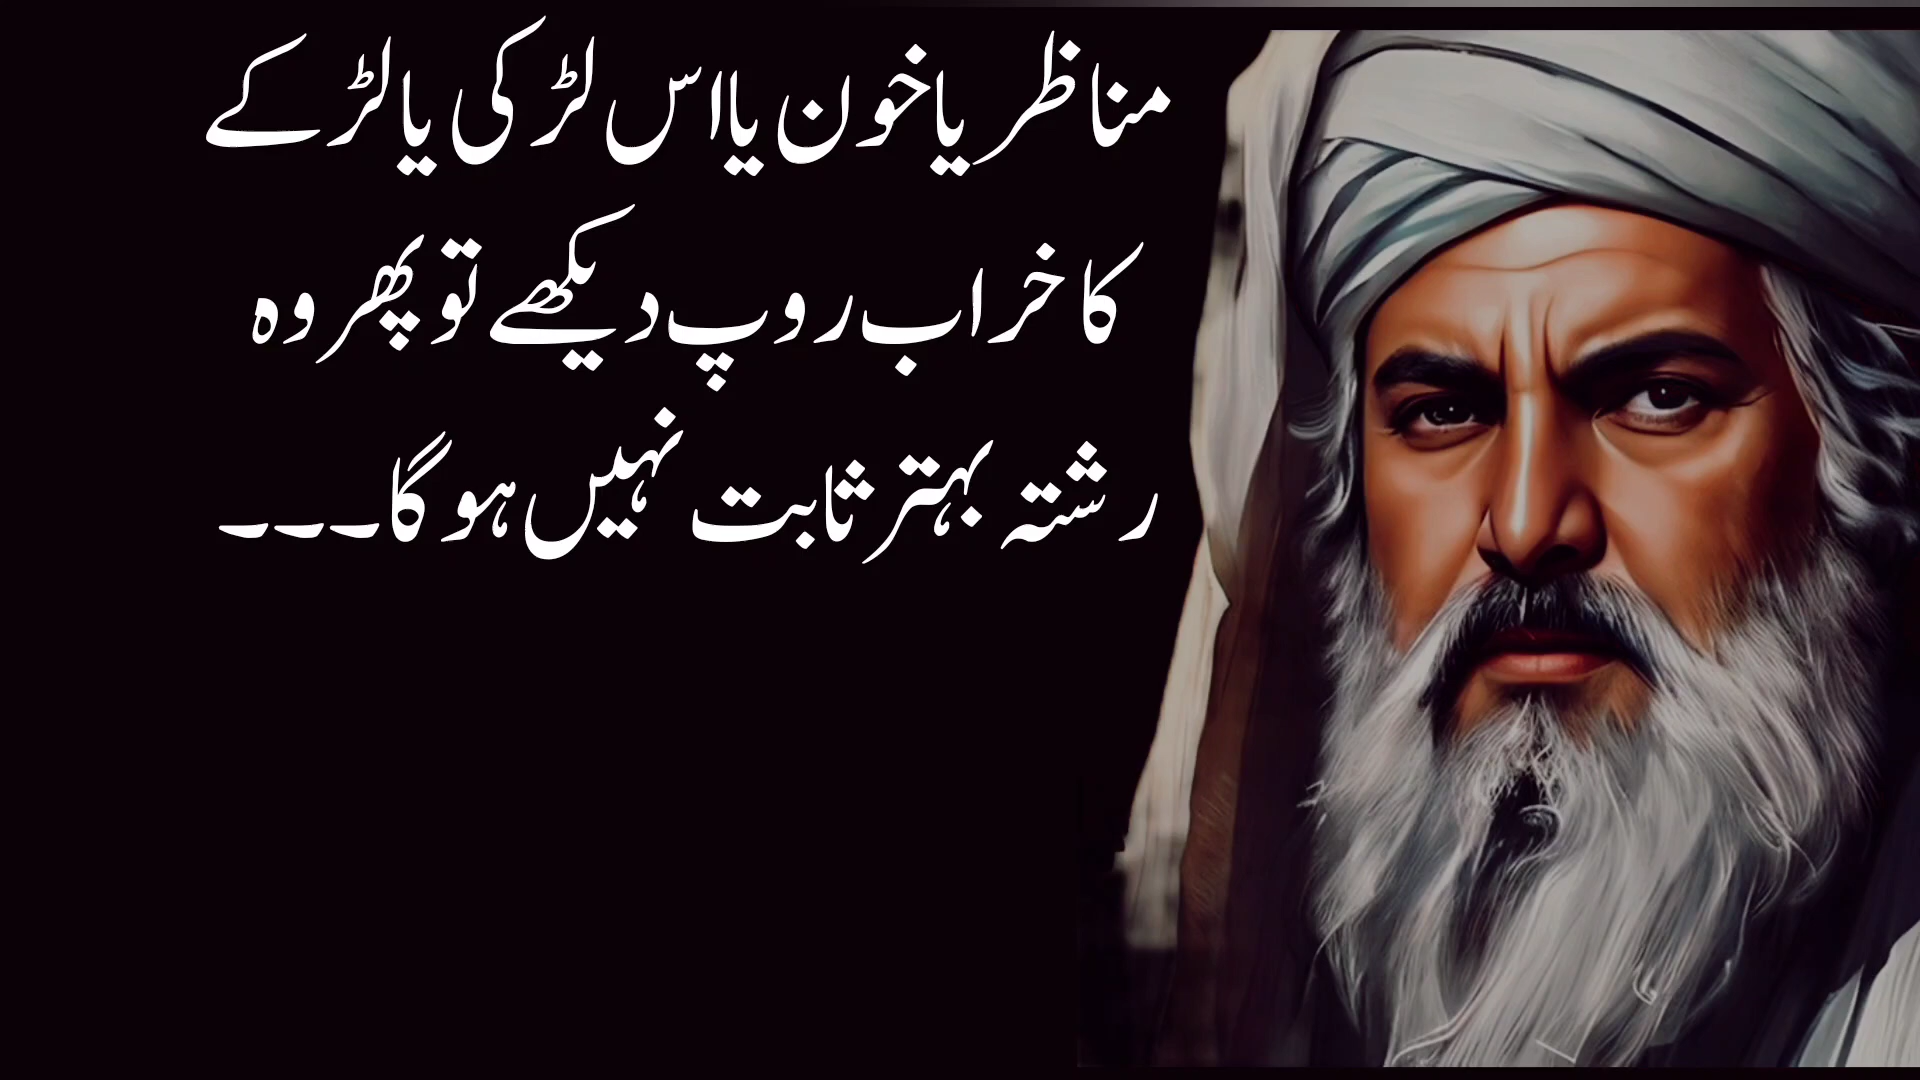 مناظر یا خون یا اس لڑکی یا لڑکے
کا خراب روپ دیکھے تو پھر وہ
رشتہ بہتر ثابت نہیں ہو گا۔۔۔